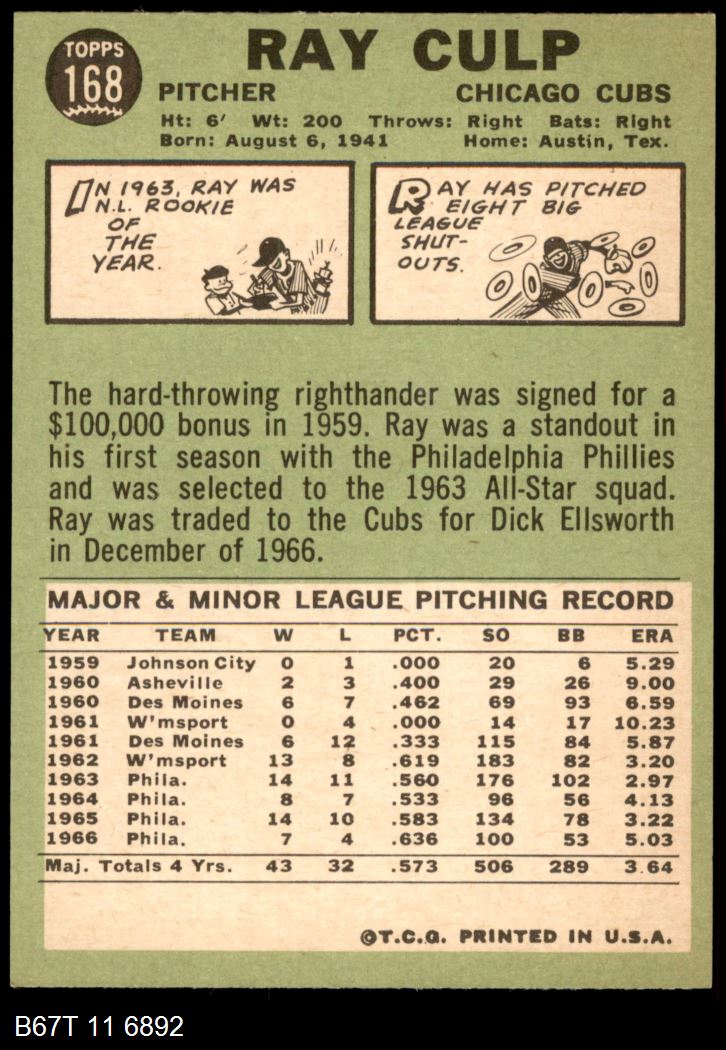 TOPPS
168
RAY CULP
PITCHER CHICAGO CUBS
Ht: 6' Wt: 200 Throws: Right Bats: Right
Born: August 6, 1941 Home: Austin, Tex.
IN 1963, RAY WAS
N.L. ROOKIE
OF
THE
YEAR.
RAY HAS PITCHED
EIGHT BIG
LEAGUE
SHUT-
OUTS.
The hard-throwing righthander was signed for a
$100,000 bonus in 1959. Ray was a standout in
his first season with the Philadelphia Phillies
and was selected to the 1963 All-Star squad.
Ray was traded to the Cubs for Dick Ellsworth
in December of 1966.
MAJOR & MINOR LEAGUE PITCHING RECORD
YEAR TEAM W L PCT. SO BB ERA
1959 Johnson City 0 1 .000 20 6 5.29
1960 Asheville 2 3 .400 29 26 9.00
1960 Des Moines 6 7 .462 69 93 6.59
1961 W'msport 0 4 .000 14 17 10.23
1961 Des Moines 6 12 .333 115 84 5.87
1962 W'msport 13 8 .619 183 82 3.20
1963 Phila. 14 11 .560 176 102 2.97
1964 Phila. 8 7 .533 96 56 4.13
1965 Phila. 14 10 .583 134 78 3.22
1966 Phila. 7 4 .636 100 53 5.03
Maj. Totals 4 Yrs. 43 32 .573 506 289 3.64
©T.C.G. PRINTED IN U.S.A.
B67T 11 6892